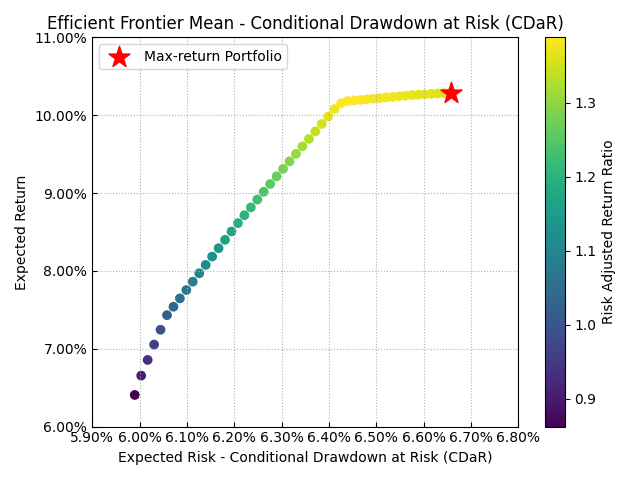 Efficient Frontier Mean - Conditional Drawdown at Risk (CDaR)
Max-return Portfolio
11.00%
10.00%
9.00%
8.00%
7.00%
6.00%
Expected Return
5.90% 6.00% 6.10% 6.20% 6.30% 6.40% 6.50% 6.60% 6.70% 6.80%
Expected Risk - Conditional Drawdown at Risk (CDaR)
1.3
1.2
1.1
1.0
0.9
Risk Adjusted Return Ratio